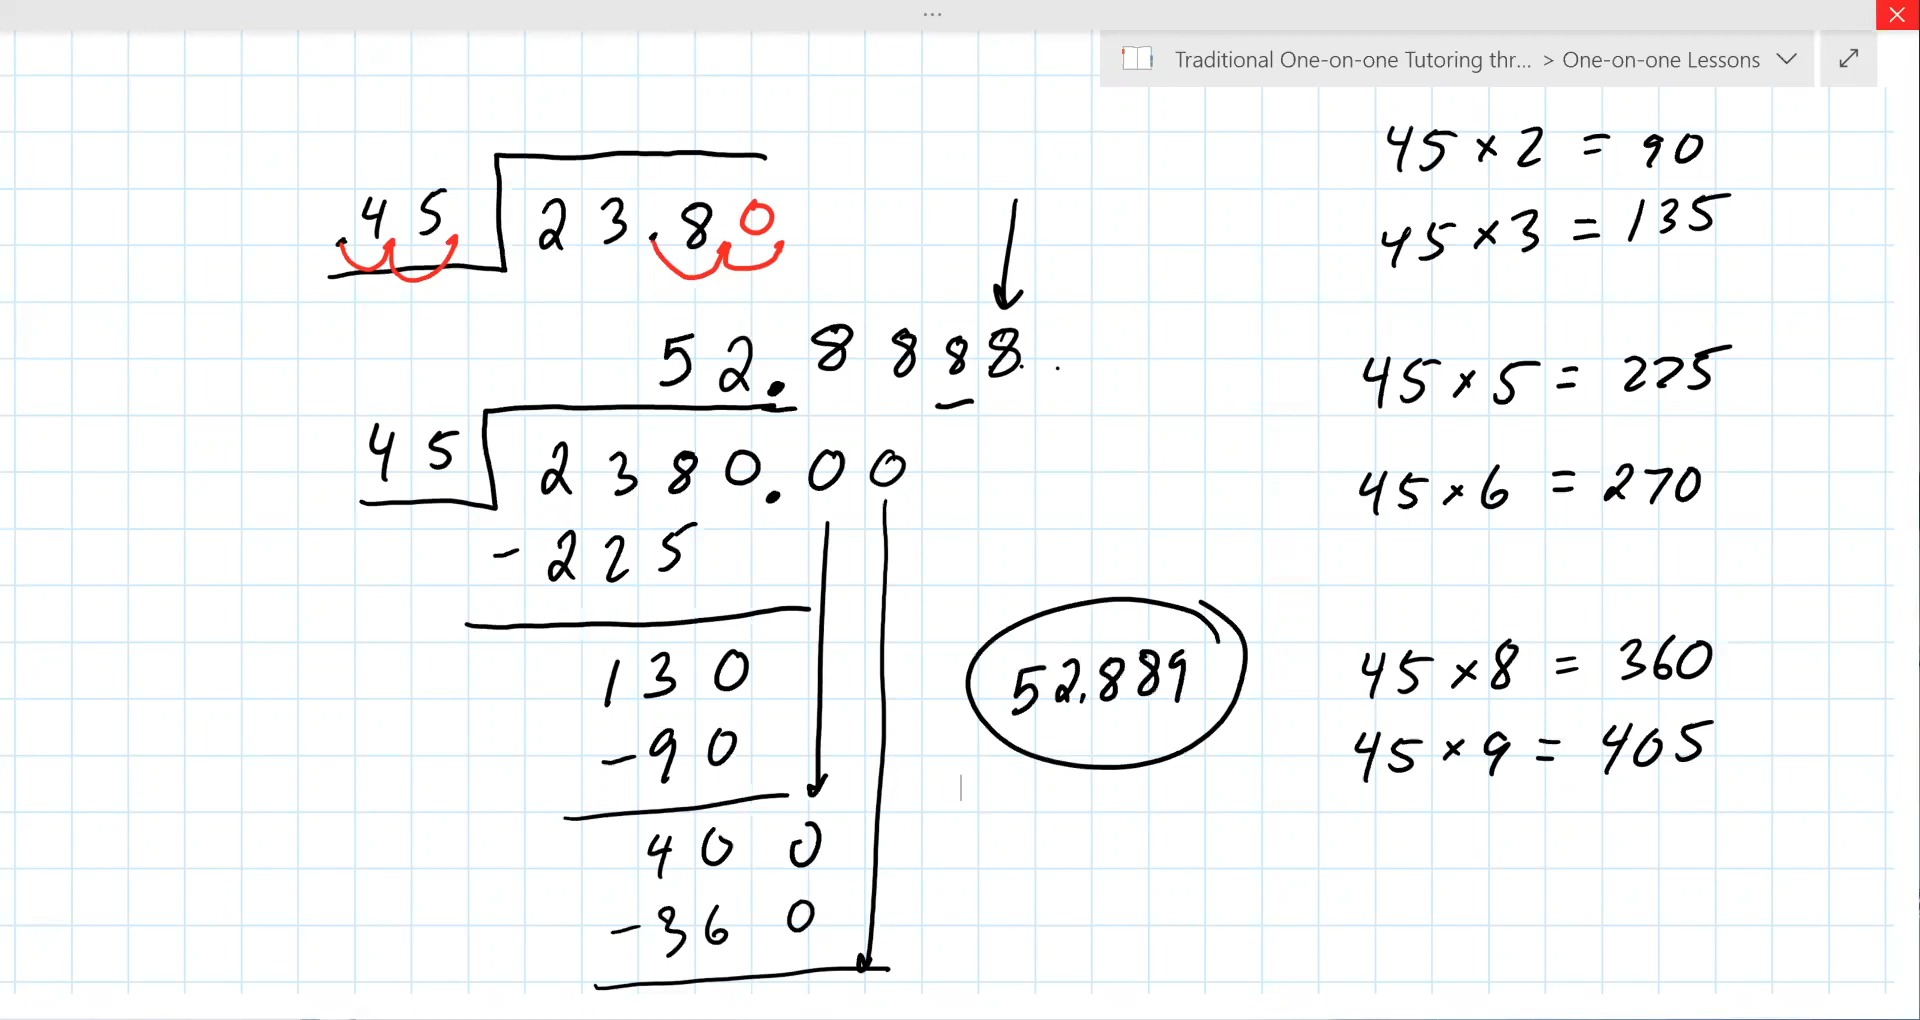 ...
Traditional One-on-one Tutoring thr... > One-on-one Lessons
.45 23.80
52.8888..
45 2380.00
-225
130
-90
400
-360
52.889
45 × 2 = 90
45 × 3 = 135
45 × 5 = 225
45 × 6 = 270
45 × 8 = 360
45 × 9 = 405